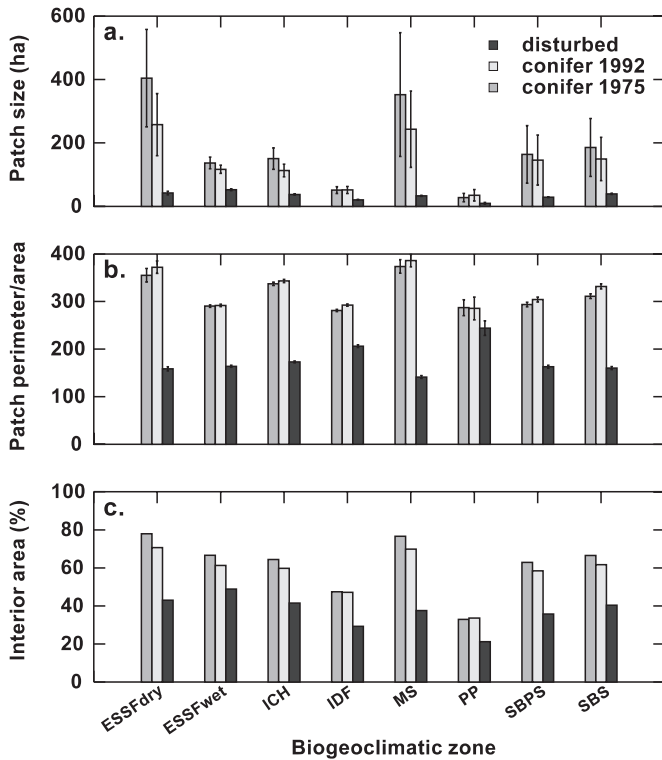 a.
Patch size (ha)
600
400
200
0
disturbed
conifer 1992
conifer 1975
b.
Patch perimeter/area
400
300
200
100
0
c.
Interior area (%)
100
80
60
40
20
0
ESSFdry
ESSFwet
ICH
IDF
MS
PP
SBPS
SBS
Biogeoclimatic zone